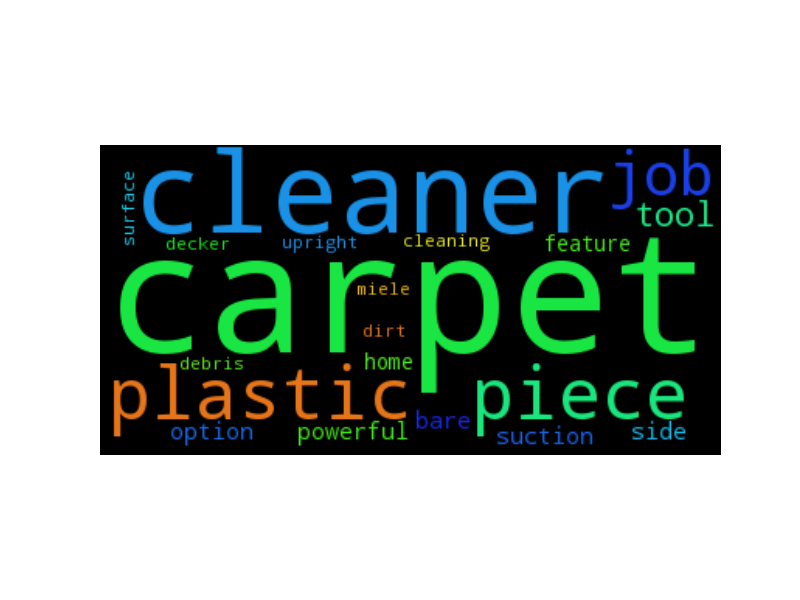 cleaner
job
surface
tool
decker
upright
cleaning
feature
carpet
miele
dirt
debris
home
plastic
piece
bare
option
powerful
suction
side